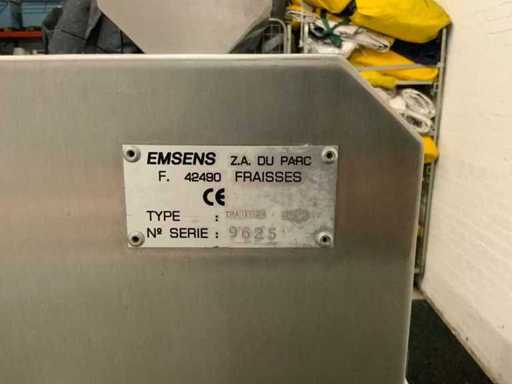 EMSENS Z.A. DU PARC
F. 42490 FRAISSES
CE
TYPE :
Nº SERIE : 9625